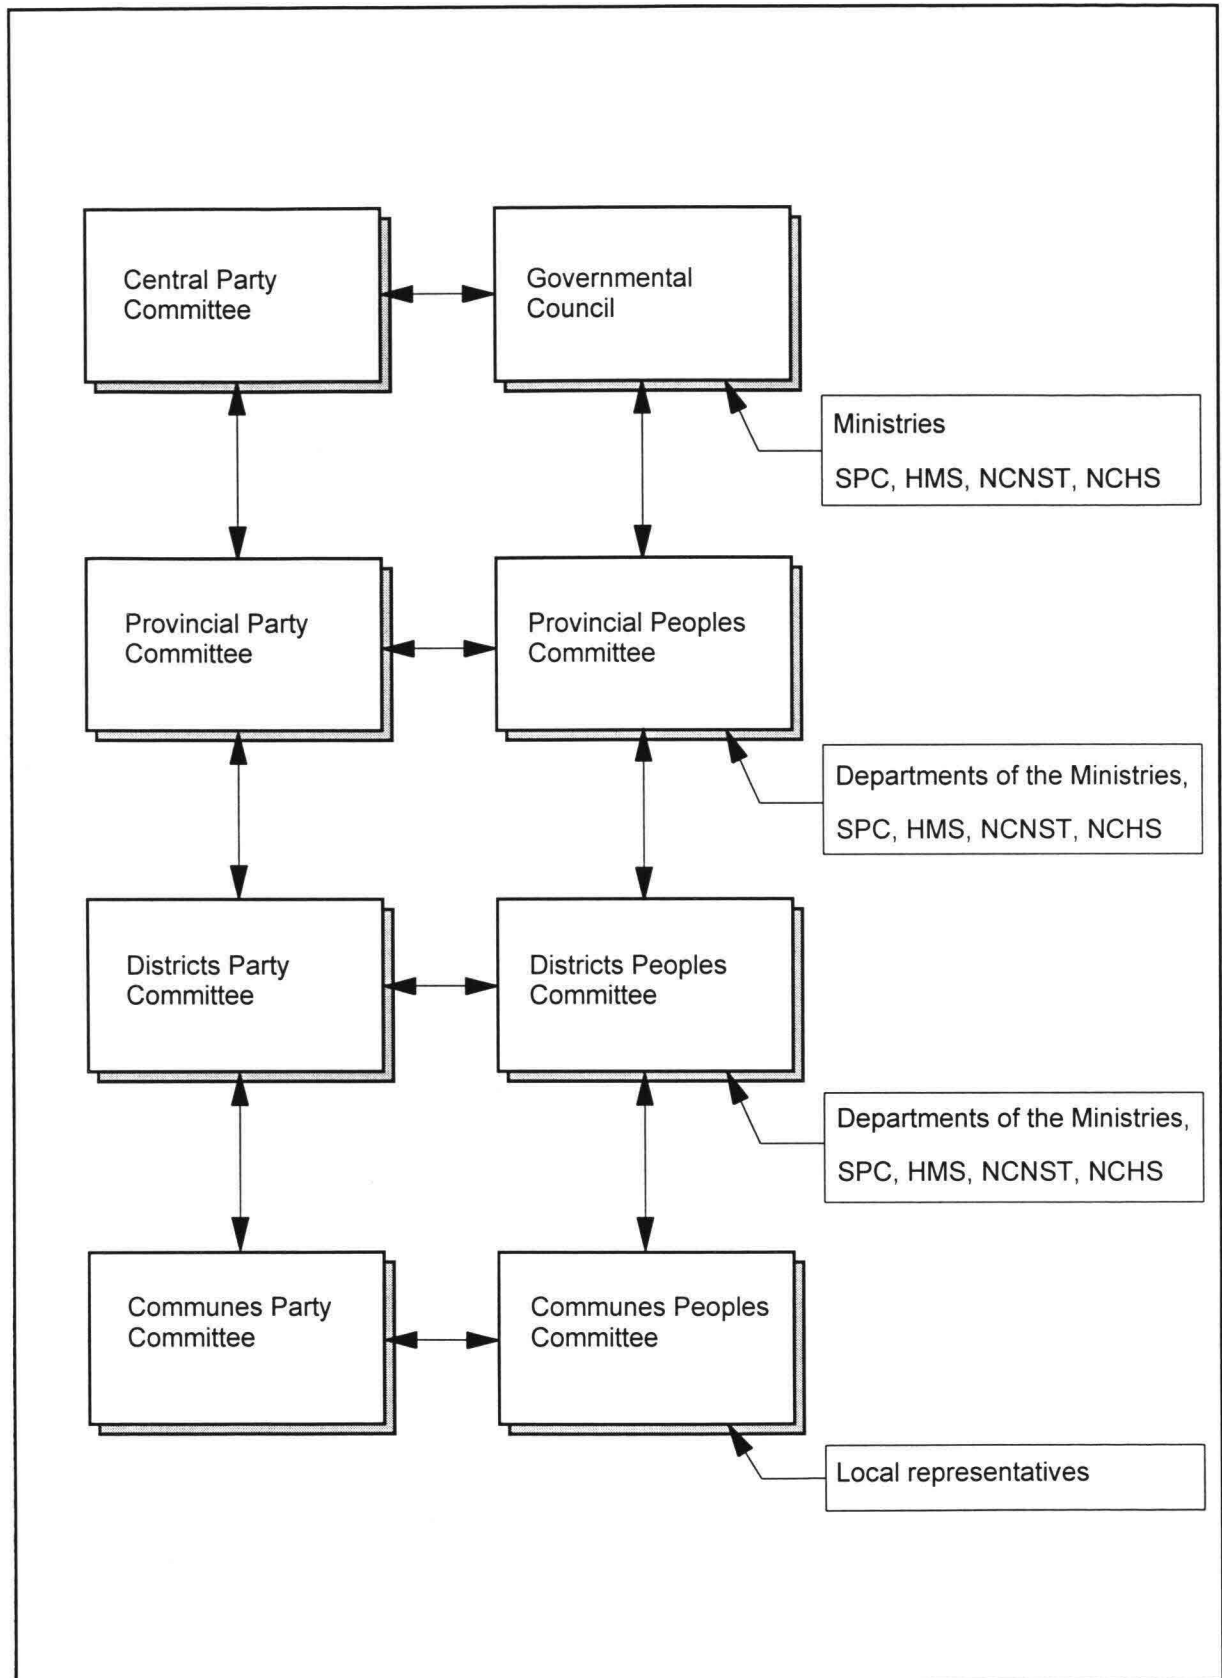 Central Party
Committee
Governmental
Council
Ministries
SPC, HMS, NCNST, NCHS
Provincial Party
Committee
Provincial Peoples
Committee
Departments of the Ministries,
SPC, HMS, NCNST, NCHS
Districts Party
Committee
Districts Peoples
Committee
Departments of the Ministries,
SPC, HMS, NCNST, NCHS
Communes Party
Committee
Communes Peoples
Committee
Local representatives